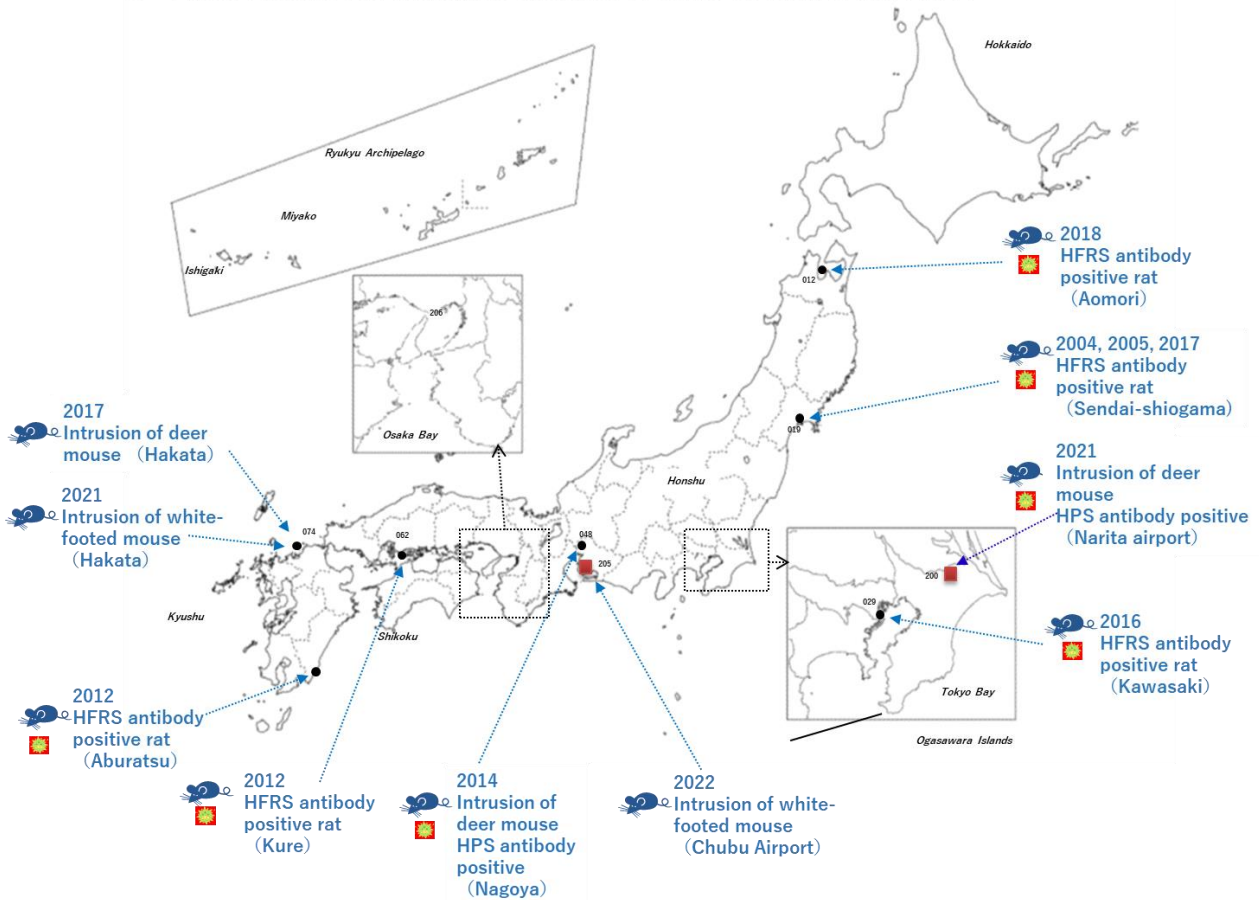 Hokkaido
Ryukyu Archipelago
Miyako
Ishigaki
2018
HFRS antibody
positive rat
（Aomori）
012
206
Osaka Bay
2004, 2005, 2017
HFRS antibody
positive rat
（Sendai-shiogama）
019
2017
Intrusion of deer
mouse （Hakata）
2021
Intrusion of white-
footed mouse
（Hakata）
074
062
048
205
Honshu
2021
Intrusion of deer
mouse
HPS antibody positive
（Narita airport）
200
029
Kyushu
Shikoku
2016
HFRS antibody
positive rat
（Kawasaki）
Tokyo Bay
Ogasawara Islands
2012
HFRS antibody
positive rat
（Aburatsu）
2012
HFRS antibody
positive rat
（Kure）
2014
Intrusion of
deer mouse
HPS antibody
positive
（Nagoya）
2022
Intrusion of white-
footed mouse
（Chubu Airport）